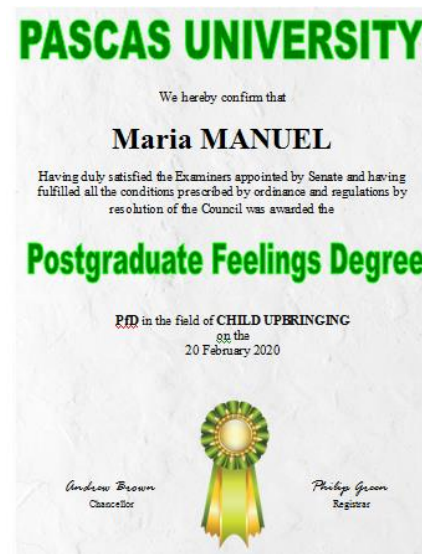 PASCAS UNIVERSITY
We hereby confirm that
Maria MANUEL
Having duly satisfied the Examiners appointed by Senate and having
fulfilled all the conditions prescribed by ordinance and regulations by
resolution of the Council was awarded the
Postgraduate Feelings Degree
PfD in the field of CHILD UPBRINGING
on the
20 February 2020
Andrew Brown Philip Green
Chancellor Registrar